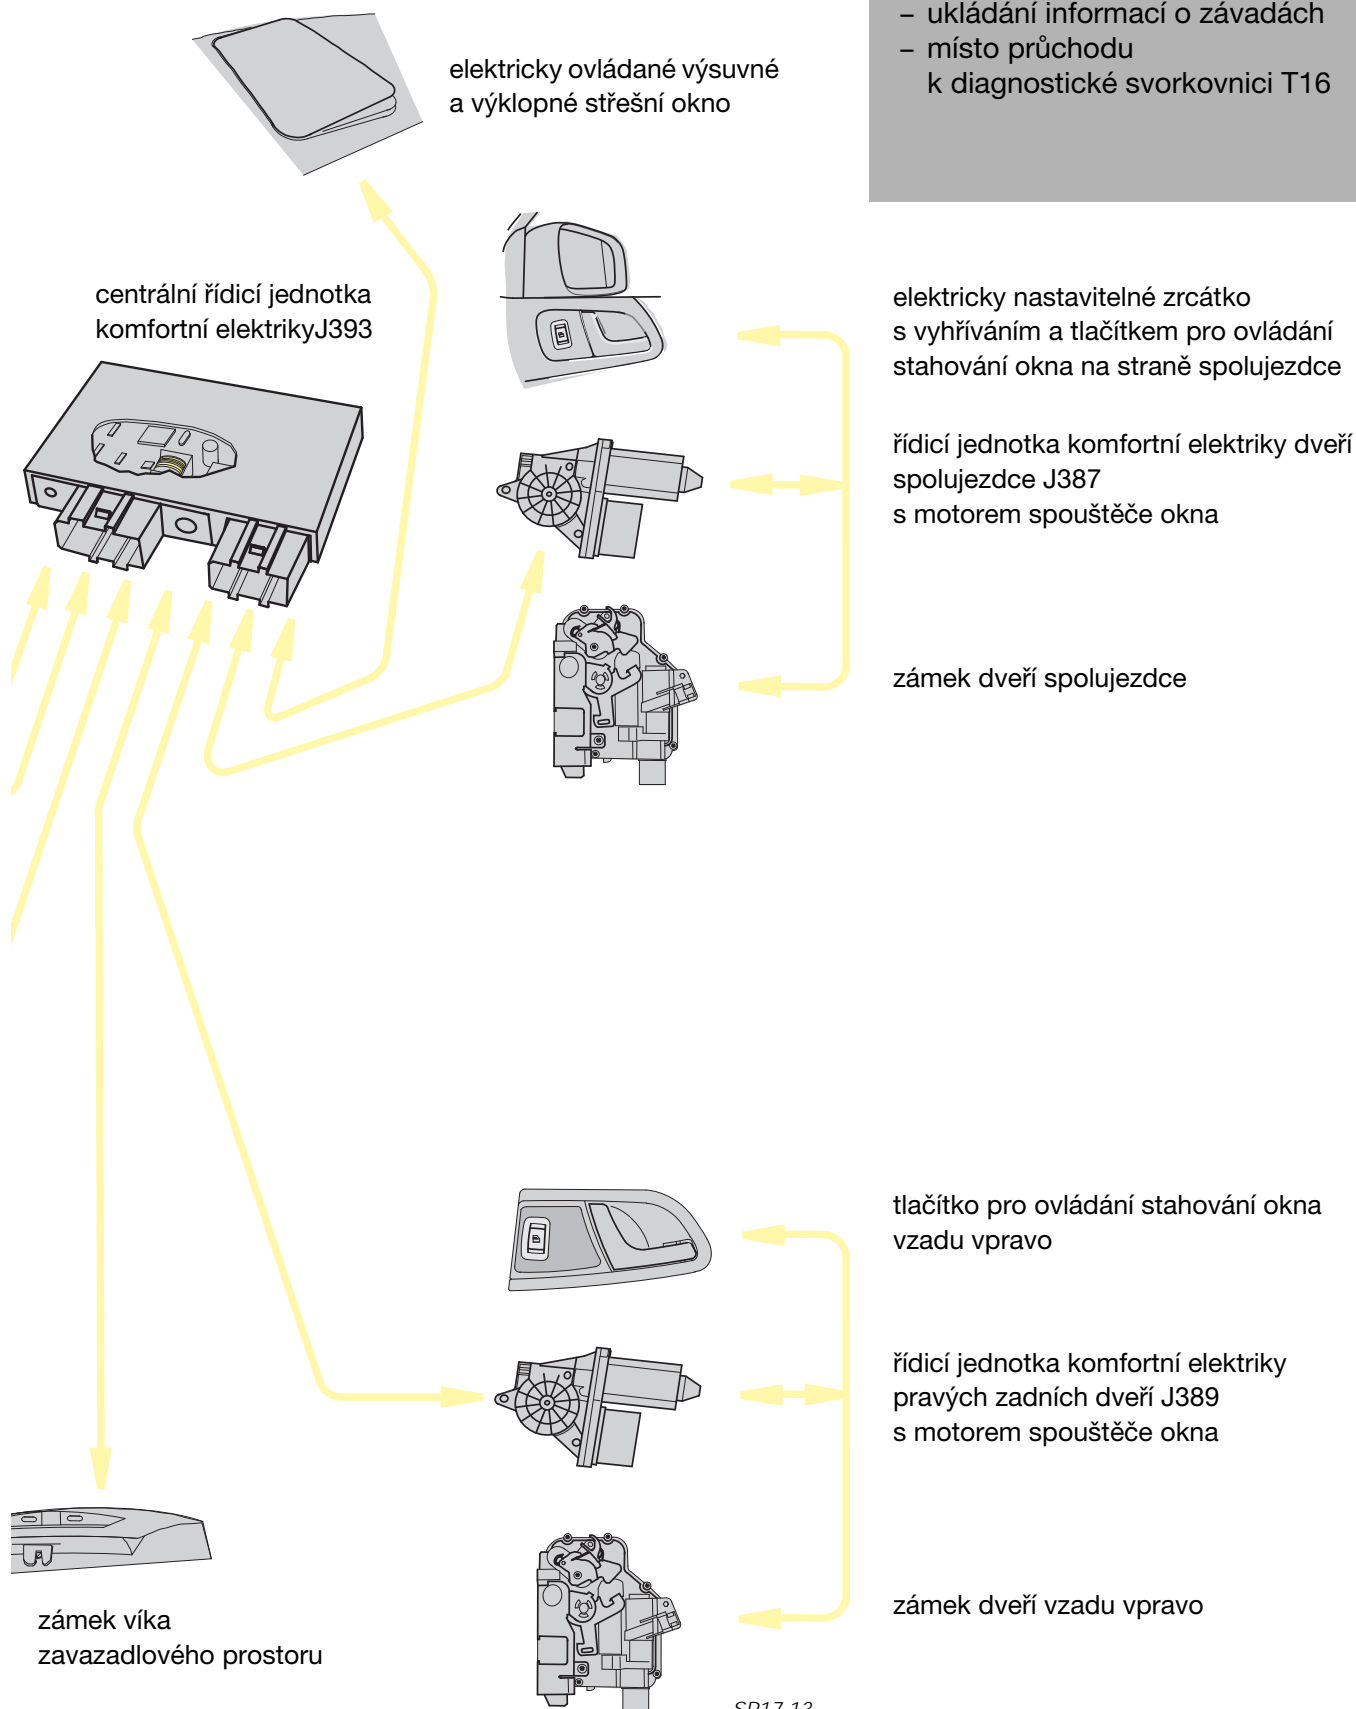 – ukládání informací o závadách
– místo průchodu
k diagnostické svorkovnici T16
elektricky ovládané výsuvné
a výklopné střešní okno
centrální řídicí jednotka
komfortní elektrikyJ393
elektricky nastavitelné zrcátko
s vyhříváním a tlačítkem pro ovládání
stahování okna na straně spolujezdce
řídicí jednotka komfortní elektriky dveří
spolujezdce J387
s motorem spouštěče okna
zámek dveří spolujezdce
tlačítko pro ovládání stahování okna
vzadu vpravo
řídicí jednotka komfortní elektriky
pravých zadních dveří J389
s motorem spouštěče okna
zámek dveří vzadu vpravo
zámek víka
zavazadlového prostoru
SP17-13